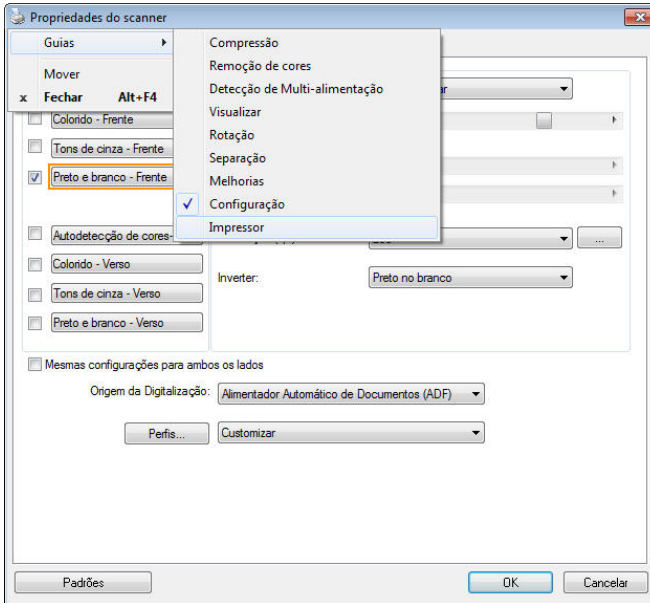 Propriedades do scanner
Guias
Mover
x Fechar Alt+F4
Compressão
Remoção de cores
Detecção de Multi-alimentação
Visualizar
Rotação
Separação
Melhorias
Configuração
Impressor
Colorido - Frente
Tons de cinza - Frente
Preto e branco - Frente
Autodetecção de cores-
Colorido - Verso
Tons de cinza - Verso
Preto e branco - Verso
...
Inverter: Preto no branco
Mesmas configurações para ambos os lados
Origem da Digitalização: Alimentador Automático de Documentos (ADF)
Perfis... Customizar
Padrões OK Cancelar